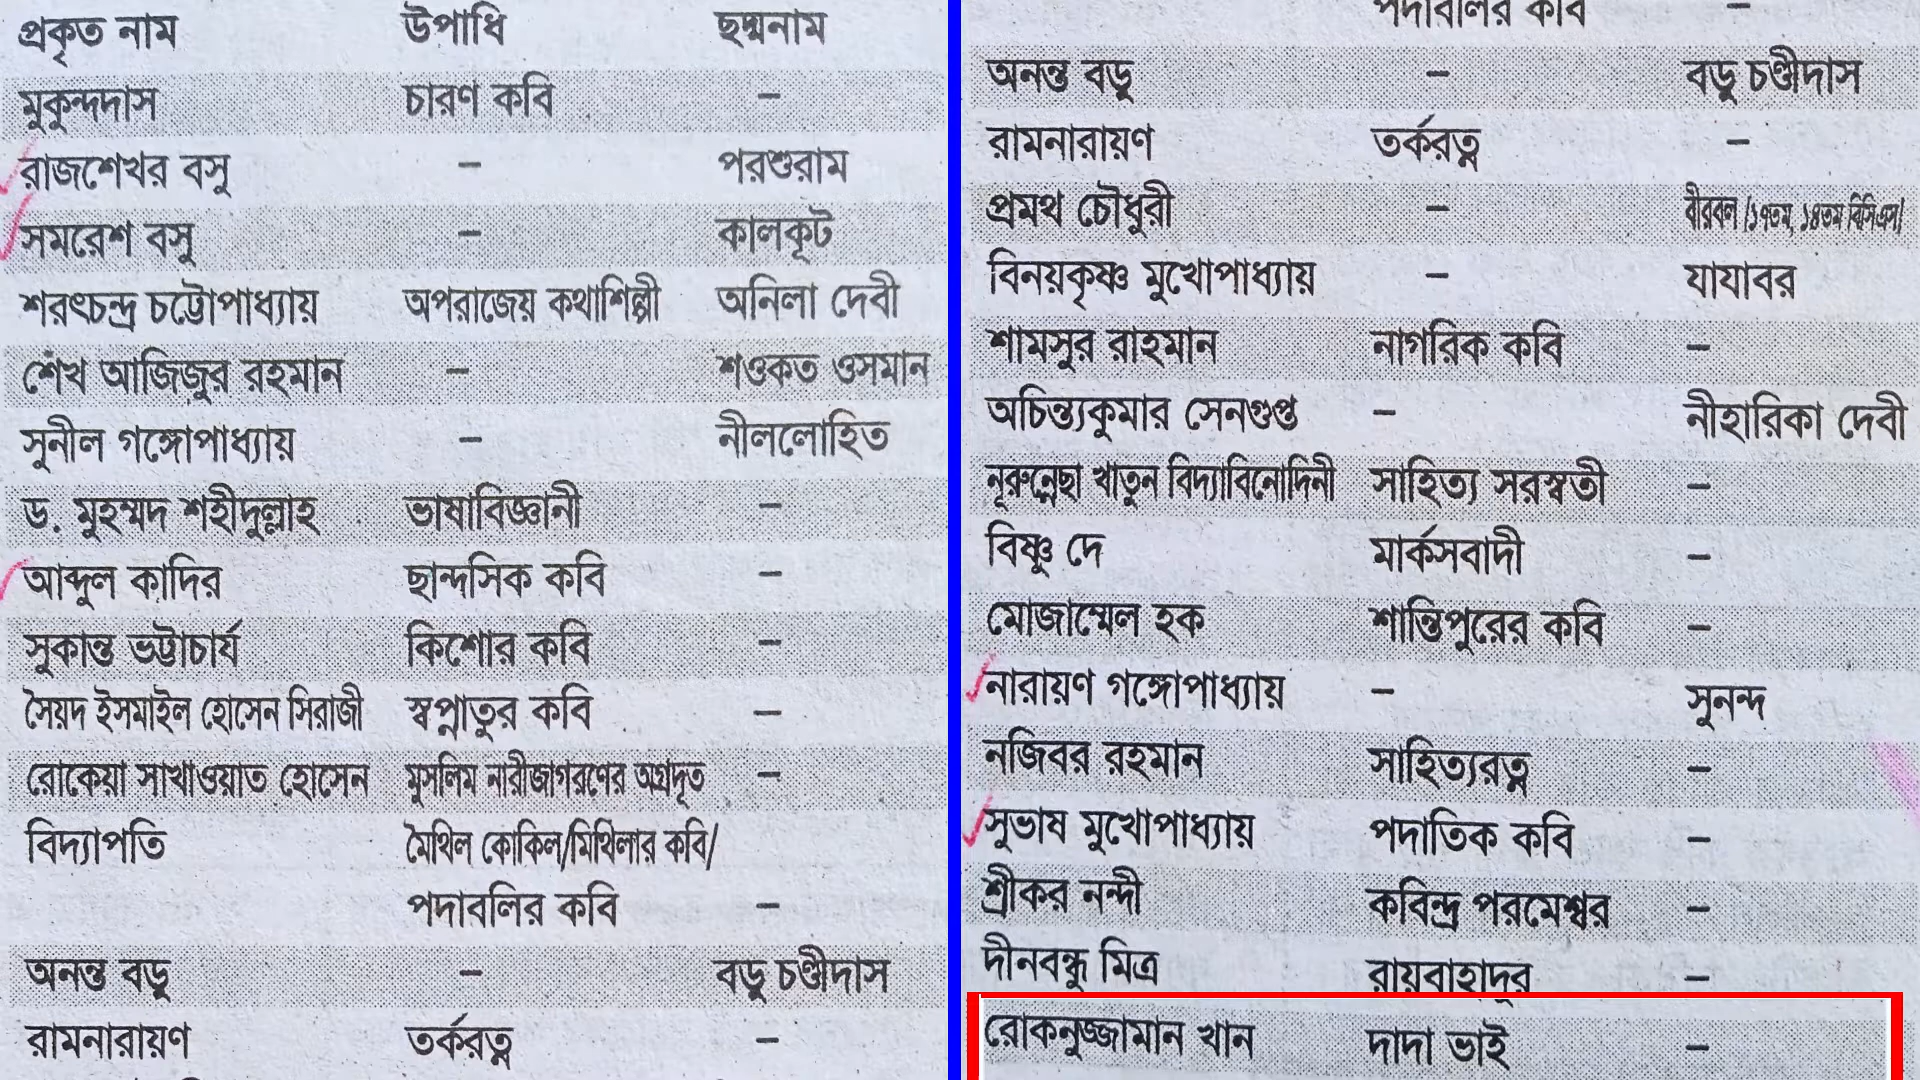 প্রকৃত নাম উপাধি ছদ্মনাম
মুকুন্দদাস চারণ কবি –
রাজশেখর বসু – পরশুরাম
সমরেশ বসু – কালকূট
শরৎচন্দ্র চট্টোপাধ্যায় অপরাজেয় কথাশিল্পী অনিলা দেবী
শেখ আজিজুর রহমান – শওকত ওসমান
সুনীল গঙ্গোপাধ্যায় – নীললোহিত
ড. মুহম্মদ শহীদুল্লাহ ভাষাবিজ্ঞানী –
আব্দুল কাদির ছান্দসিক কবি –
সুকান্ত ভট্টাচার্য কিশোর কবি –
সৈয়দ ইসমাইল হোসেন সিরাজী স্বপ্নাতুর কবি –
রোকেয়া সাখাওয়াত হোসেন মুসলিম নারীজাগরণের অগ্রদূত –
বিদ্যাপতি মৈথিল কোকিল/মিথিলার কবি/
পদাবলির কবি –
অনন্ত বড়ু – বড়ু চণ্ডীদাস
রামনারায়ণ তর্করত্ন –
পদাবলির কবি –
অনন্ত বড়ু – বড়ু চণ্ডীদাস
রামনারায়ণ তর্করত্ন –
প্রমথ চৌধুরী – বীরবল [১৭তম, ১৪তম বিসিএস]
বিনয়কৃষ্ণ মুখোপাধ্যায় – যাযাবর
শামসুর রাহমান নাগরিক কবি –
অচিন্ত্যকুমার সেনগুপ্ত – নীহারিকা দেবী
নূরুন্নেছা খাতুন বিদ্যাবিনোদিনী সাহিত্য সরস্বতী –
বিষ্ণু দে মার্কসবাদী –
মোজাম্মেল হক শান্তিপুরের কবি –
নারায়ণ গঙ্গোপাধ্যায় – সুনন্দ
নজিবর রহমান সাহিত্যরত্ন –
সুভাষ মুখোপাধ্যায় পদাতিক কবি –
শ্রীকর নন্দী কবিন্দ্র পরমেশ্বর –
দীনবন্ধু মিত্র রায়বাহাদুর –
রোকনুজ্জামান খান দাদা ভাই –